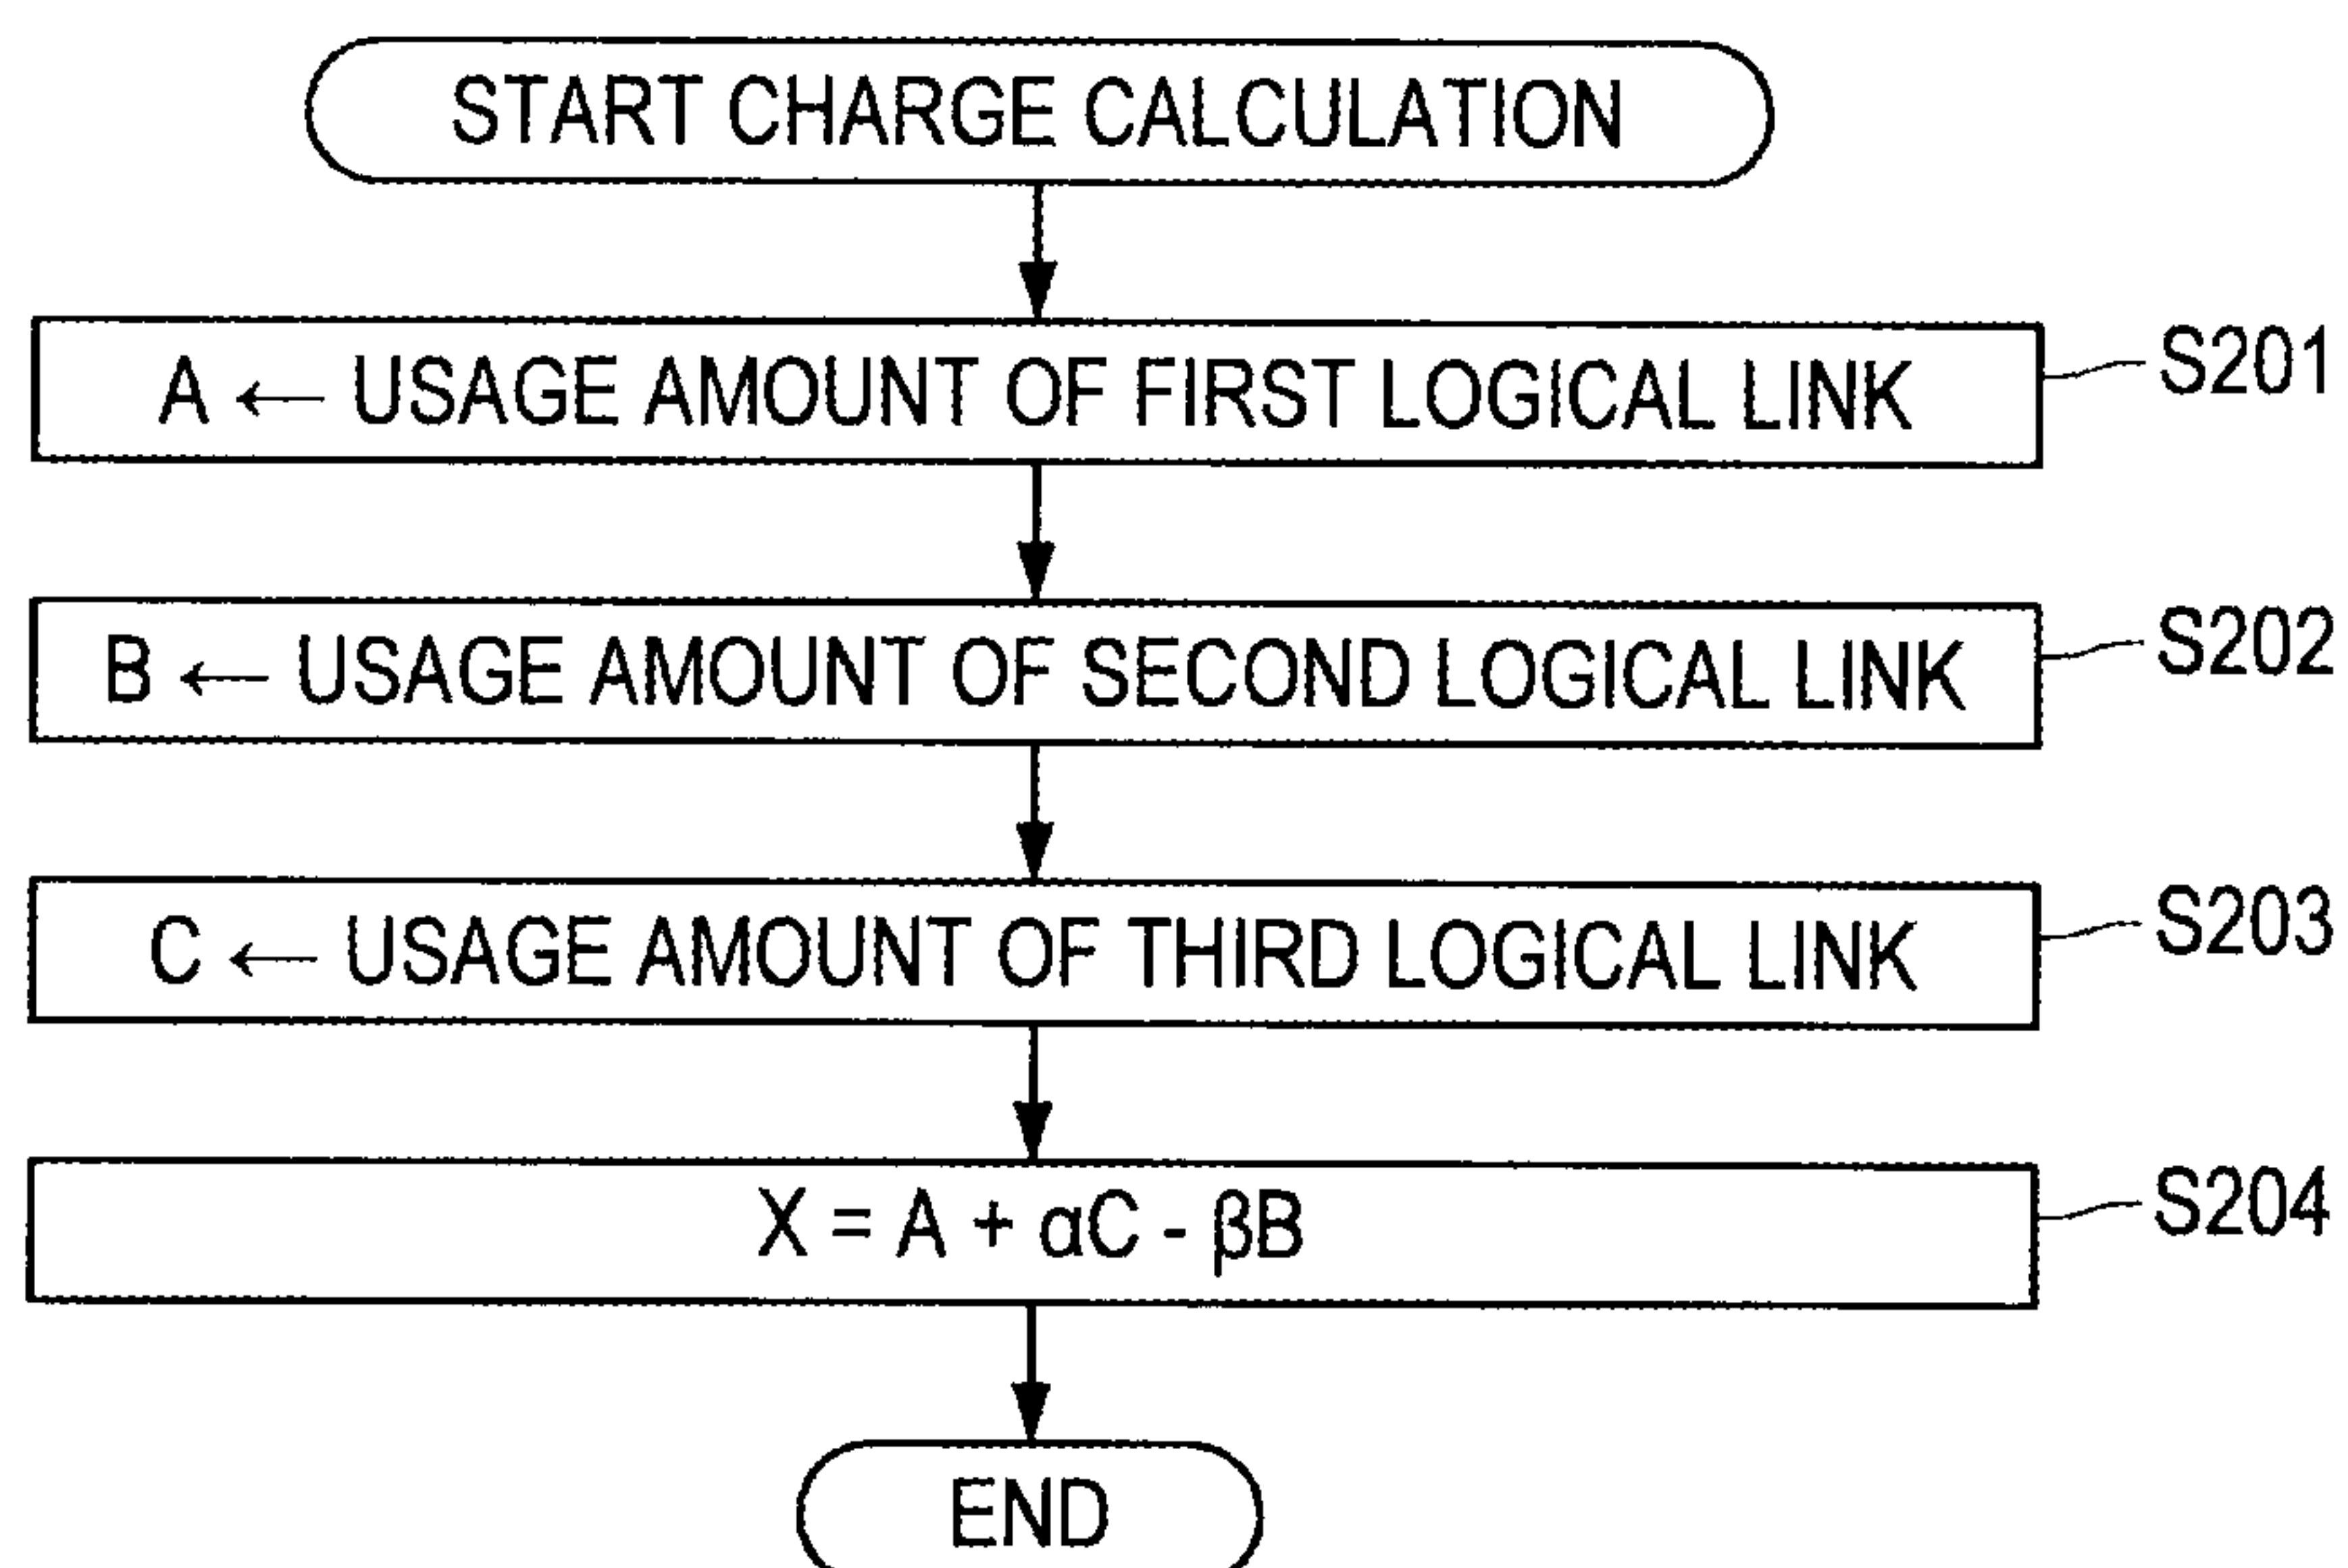 START CHARGE CALCULATION
A ← USAGE AMOUNT OF FIRST LOGICAL LINK
S201
B ← USAGE AMOUNT OF SECOND LOGICAL LINK
S202
C ← USAGE AMOUNT OF THIRD LOGICAL LINK
S203
X = A + αC - βB
S204
END